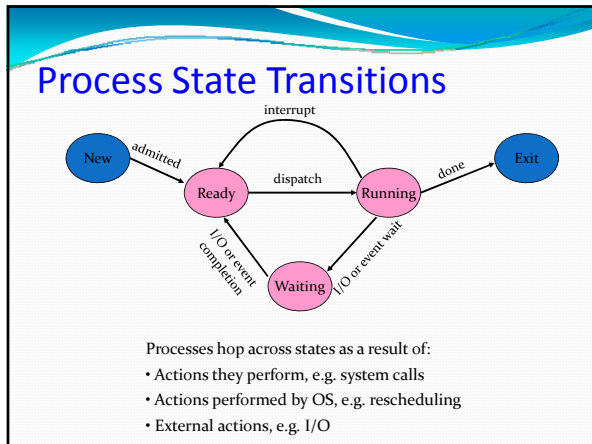 Process State Transitions
interrupt
New
admitted
Exit
done
Ready
dispatch
Running
I/O or event
completion
I/O or event wait
Waiting
Processes hop across states as a result of:
• Actions they perform, e.g. system calls
• Actions performed by OS, e.g. rescheduling
• External actions, e.g. I/O